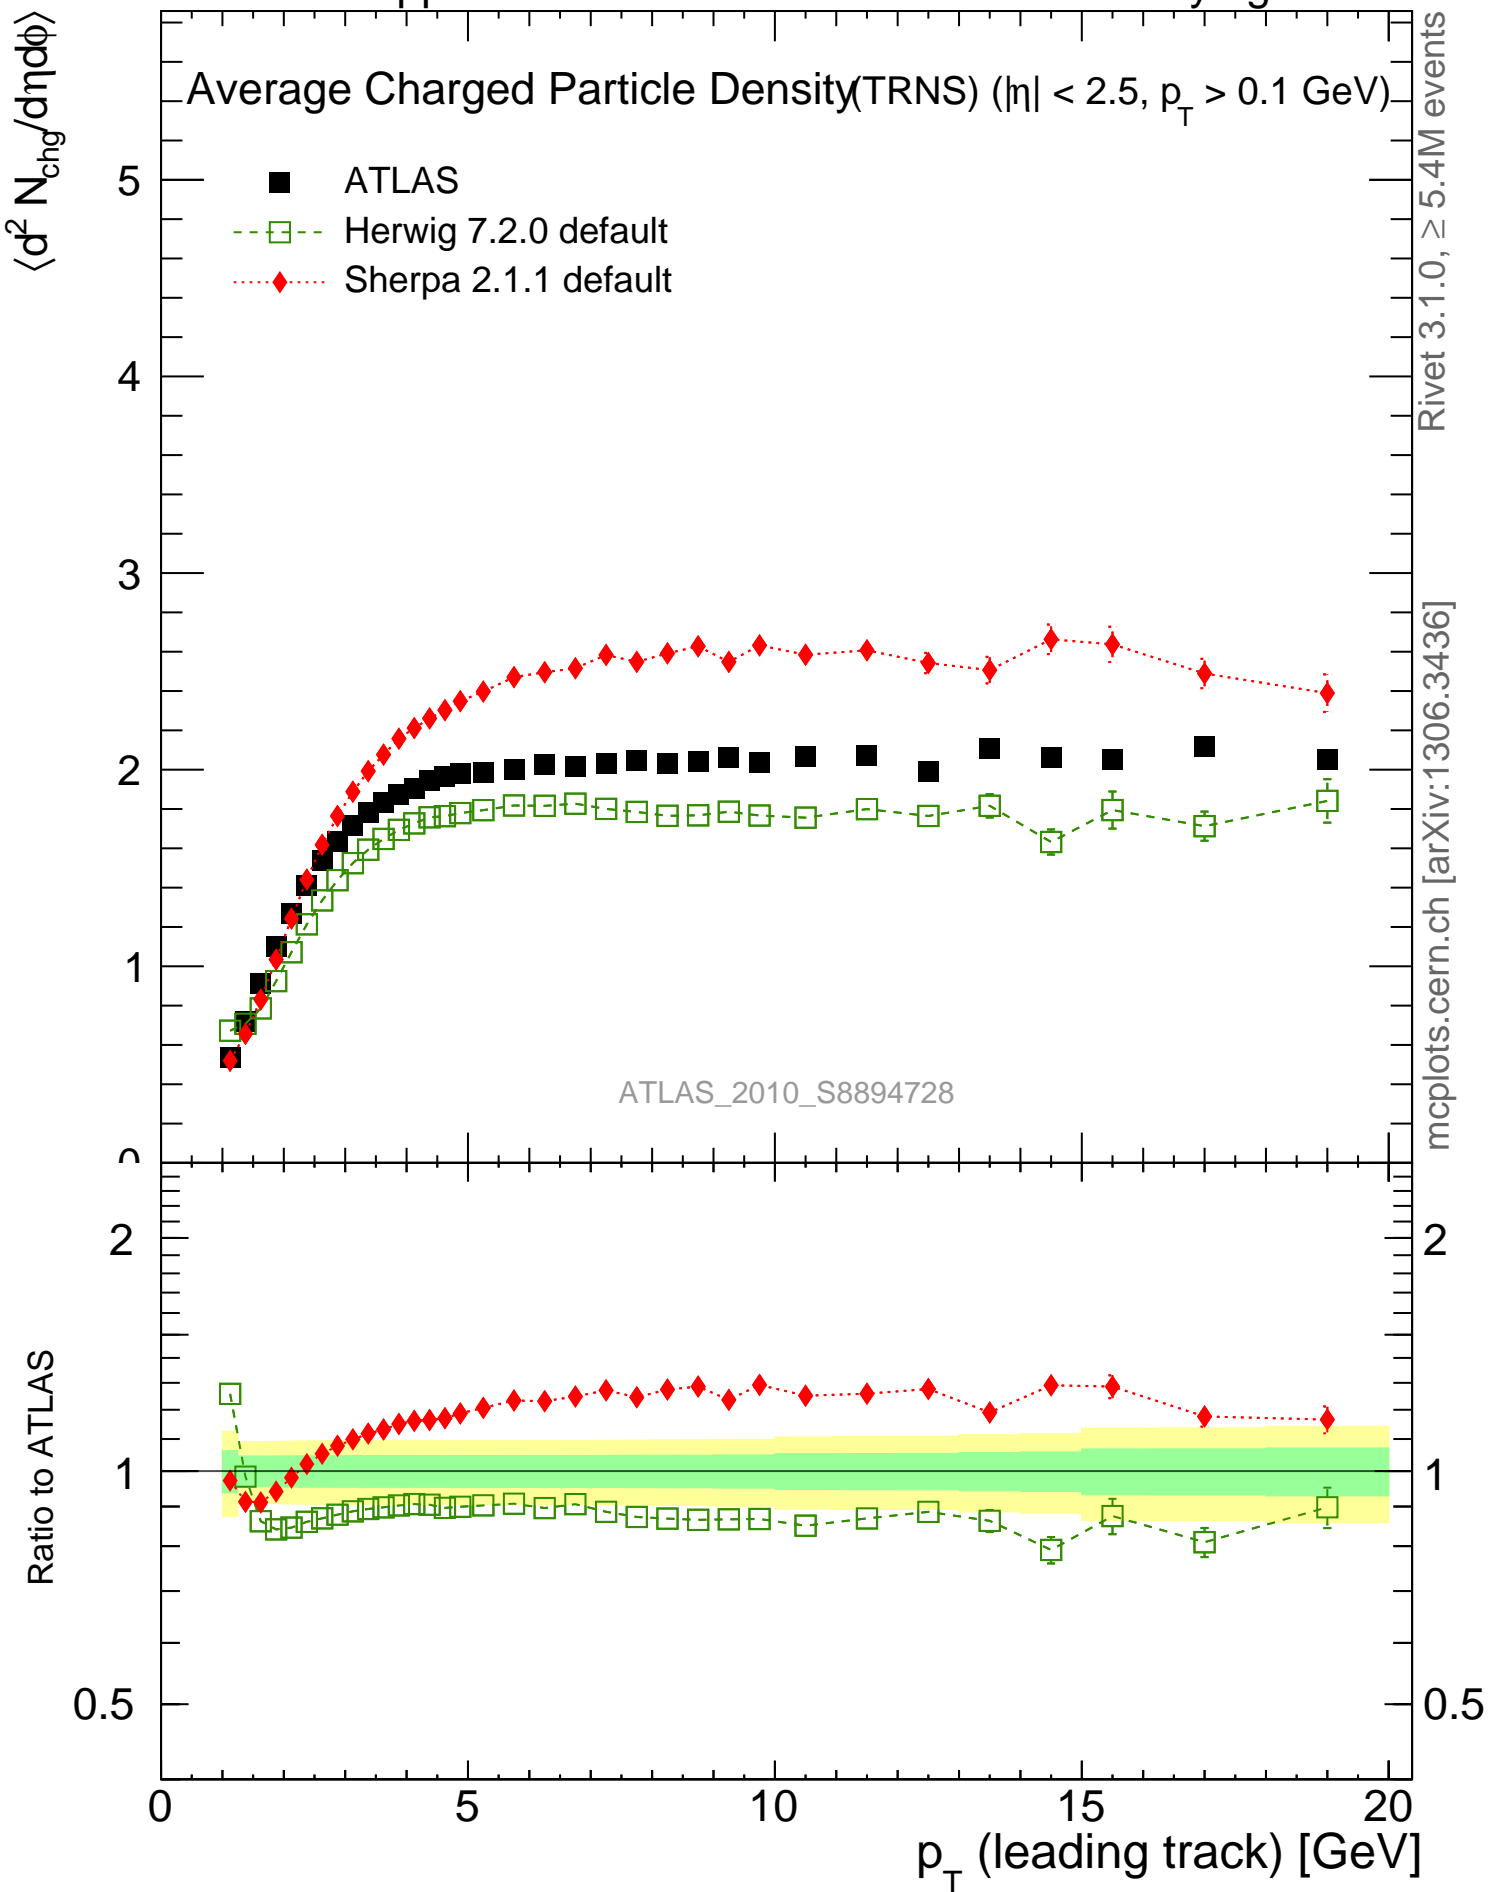 ⟨d² N_chg/dηdϕ⟩
Average Charged Particle Density (TRNS) (|η| < 2.5, p_T > 0.1 GeV)
ATLAS
Herwig 7.2.0 default
Sherpa 2.1.1 default
5
4
3
2
1
0
ATLAS_2010_S8894728
Rivet 3.1.0, ≥ 5.4M events
mcplots.cern.ch [arXiv:1306.3436]
Ratio to ATLAS
2
1
0.5
2
1
0.5
0 5 10 15 20
p_T (leading track) [GeV]